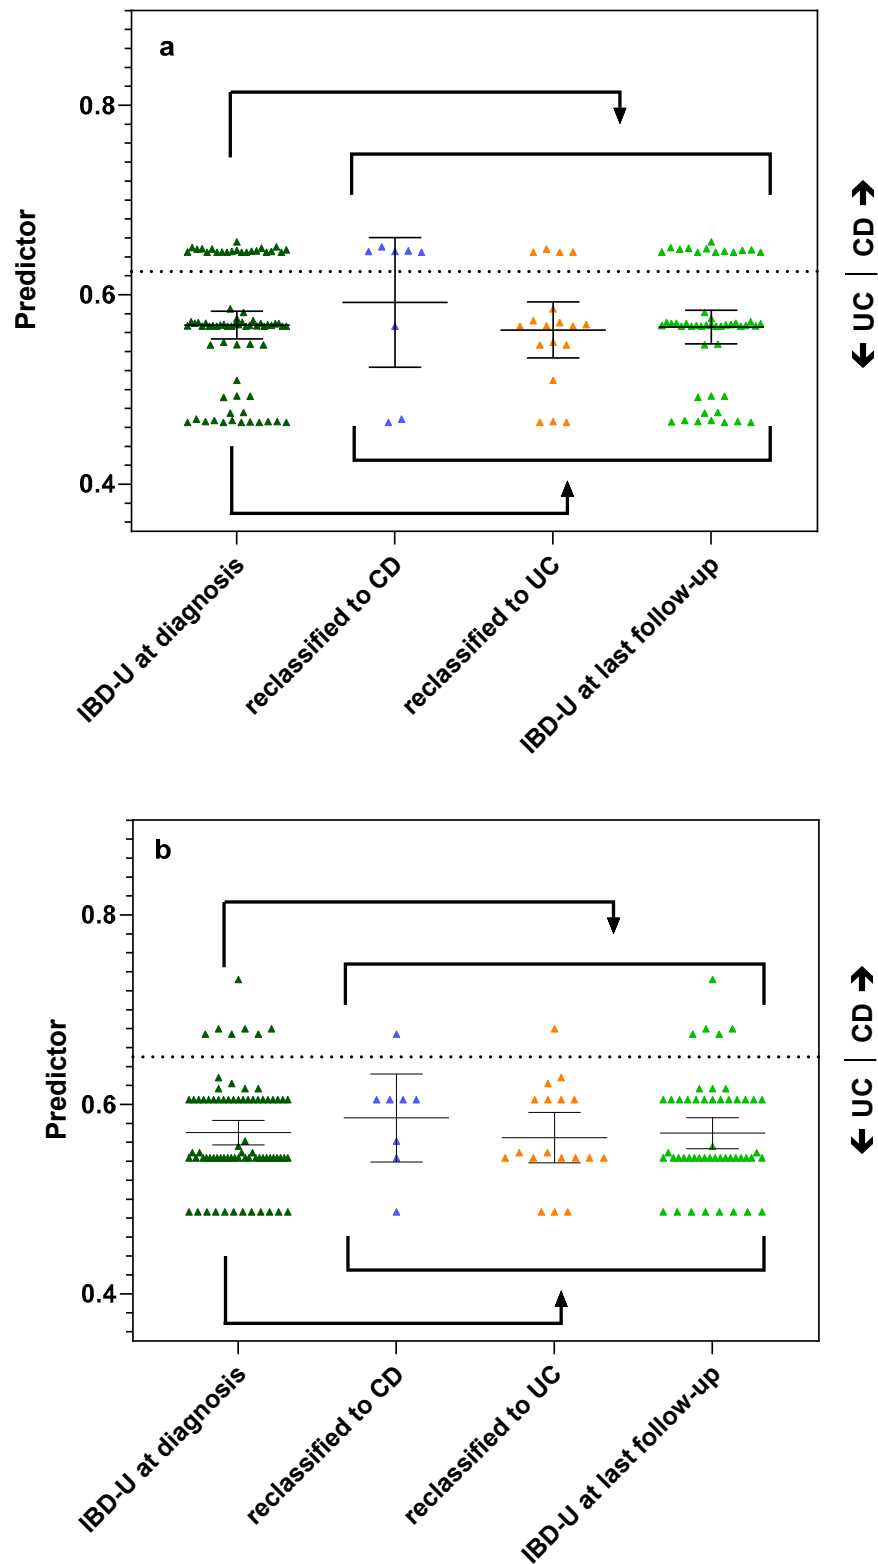 a
0.8
0.6
0.4
Predictor
CD
UC
IBD-U at diagnosis
reclassified to CD
reclassified to UC
IBD-U at last follow-up
b
0.8
0.6
0.4
Predictor
CD
UC
IBD-U at diagnosis
reclassified to CD
reclassified to UC
IBD-U at last follow-up